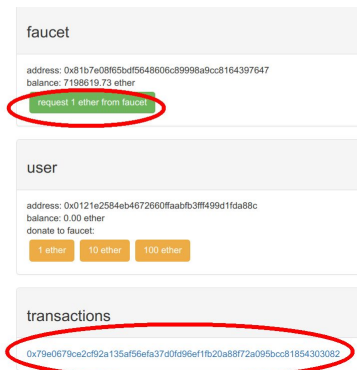 faucet
address: 0x81b7e08f65bdf5648606c89998a9cc8164397647
balance: 7198619.73 ether
request 1 ether from faucet
user
address: 0x0121e2584eb4672660ffaabfb3fff499d1fda88c
balance: 0.00 ether
donate to faucet:
1 ether 10 ether 100 ether
transactions
0x79e0679ce2cf92a135af56efa37d0fd96ef1fb20a88f72a095bcc81854303082